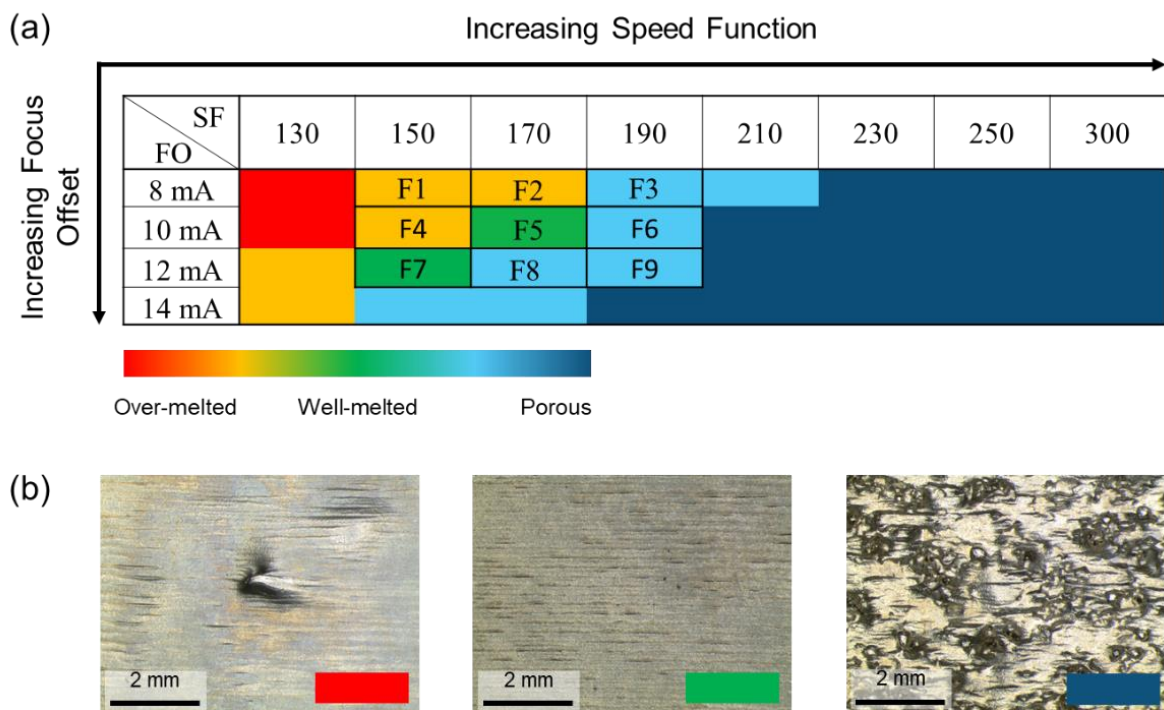 (a)
Increasing Speed Function
Increasing Focus
Offset
SF
FO
130 150 170 190 210 230 250 300
8 mA F1 F2 F3
10 mA F4 F5 F6
12 mA F7 F8 F9
14 mA
Over-melted Well-melted Porous
(b)
2 mm 2 mm 2 mm